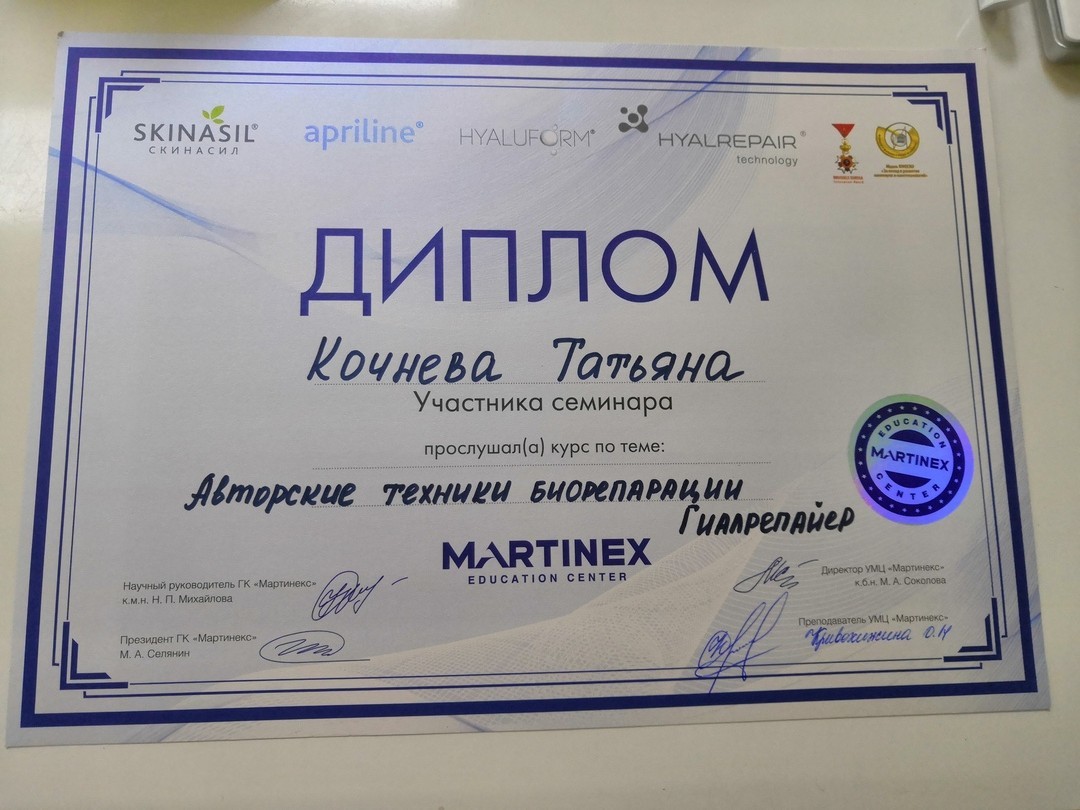 SKINASIL®
СКИНАСИЛ
apriline®
HYALUFORM®
HYALREPAIR®
technology
ДИПЛОМ
Кочнева Татьяна
Участника семинара
прослушал(а) курс по теме:
Авторские техники биорепарации
Гиалрепайер
MARTINEX
EDUCATION CENTER
EDUCATION
MARTINEX
CENTER
Научный руководитель ГК «Мартинекс»
к.м.н. Н. П. Михайлова
Президент ГК «Мартинекс»
М. А. Селянин
Директор УМЦ «Мартинекс»
к.б.н. М. А. Соколова
Преподаватель УМЦ «Мартинекс»
Кривохижина О.Н